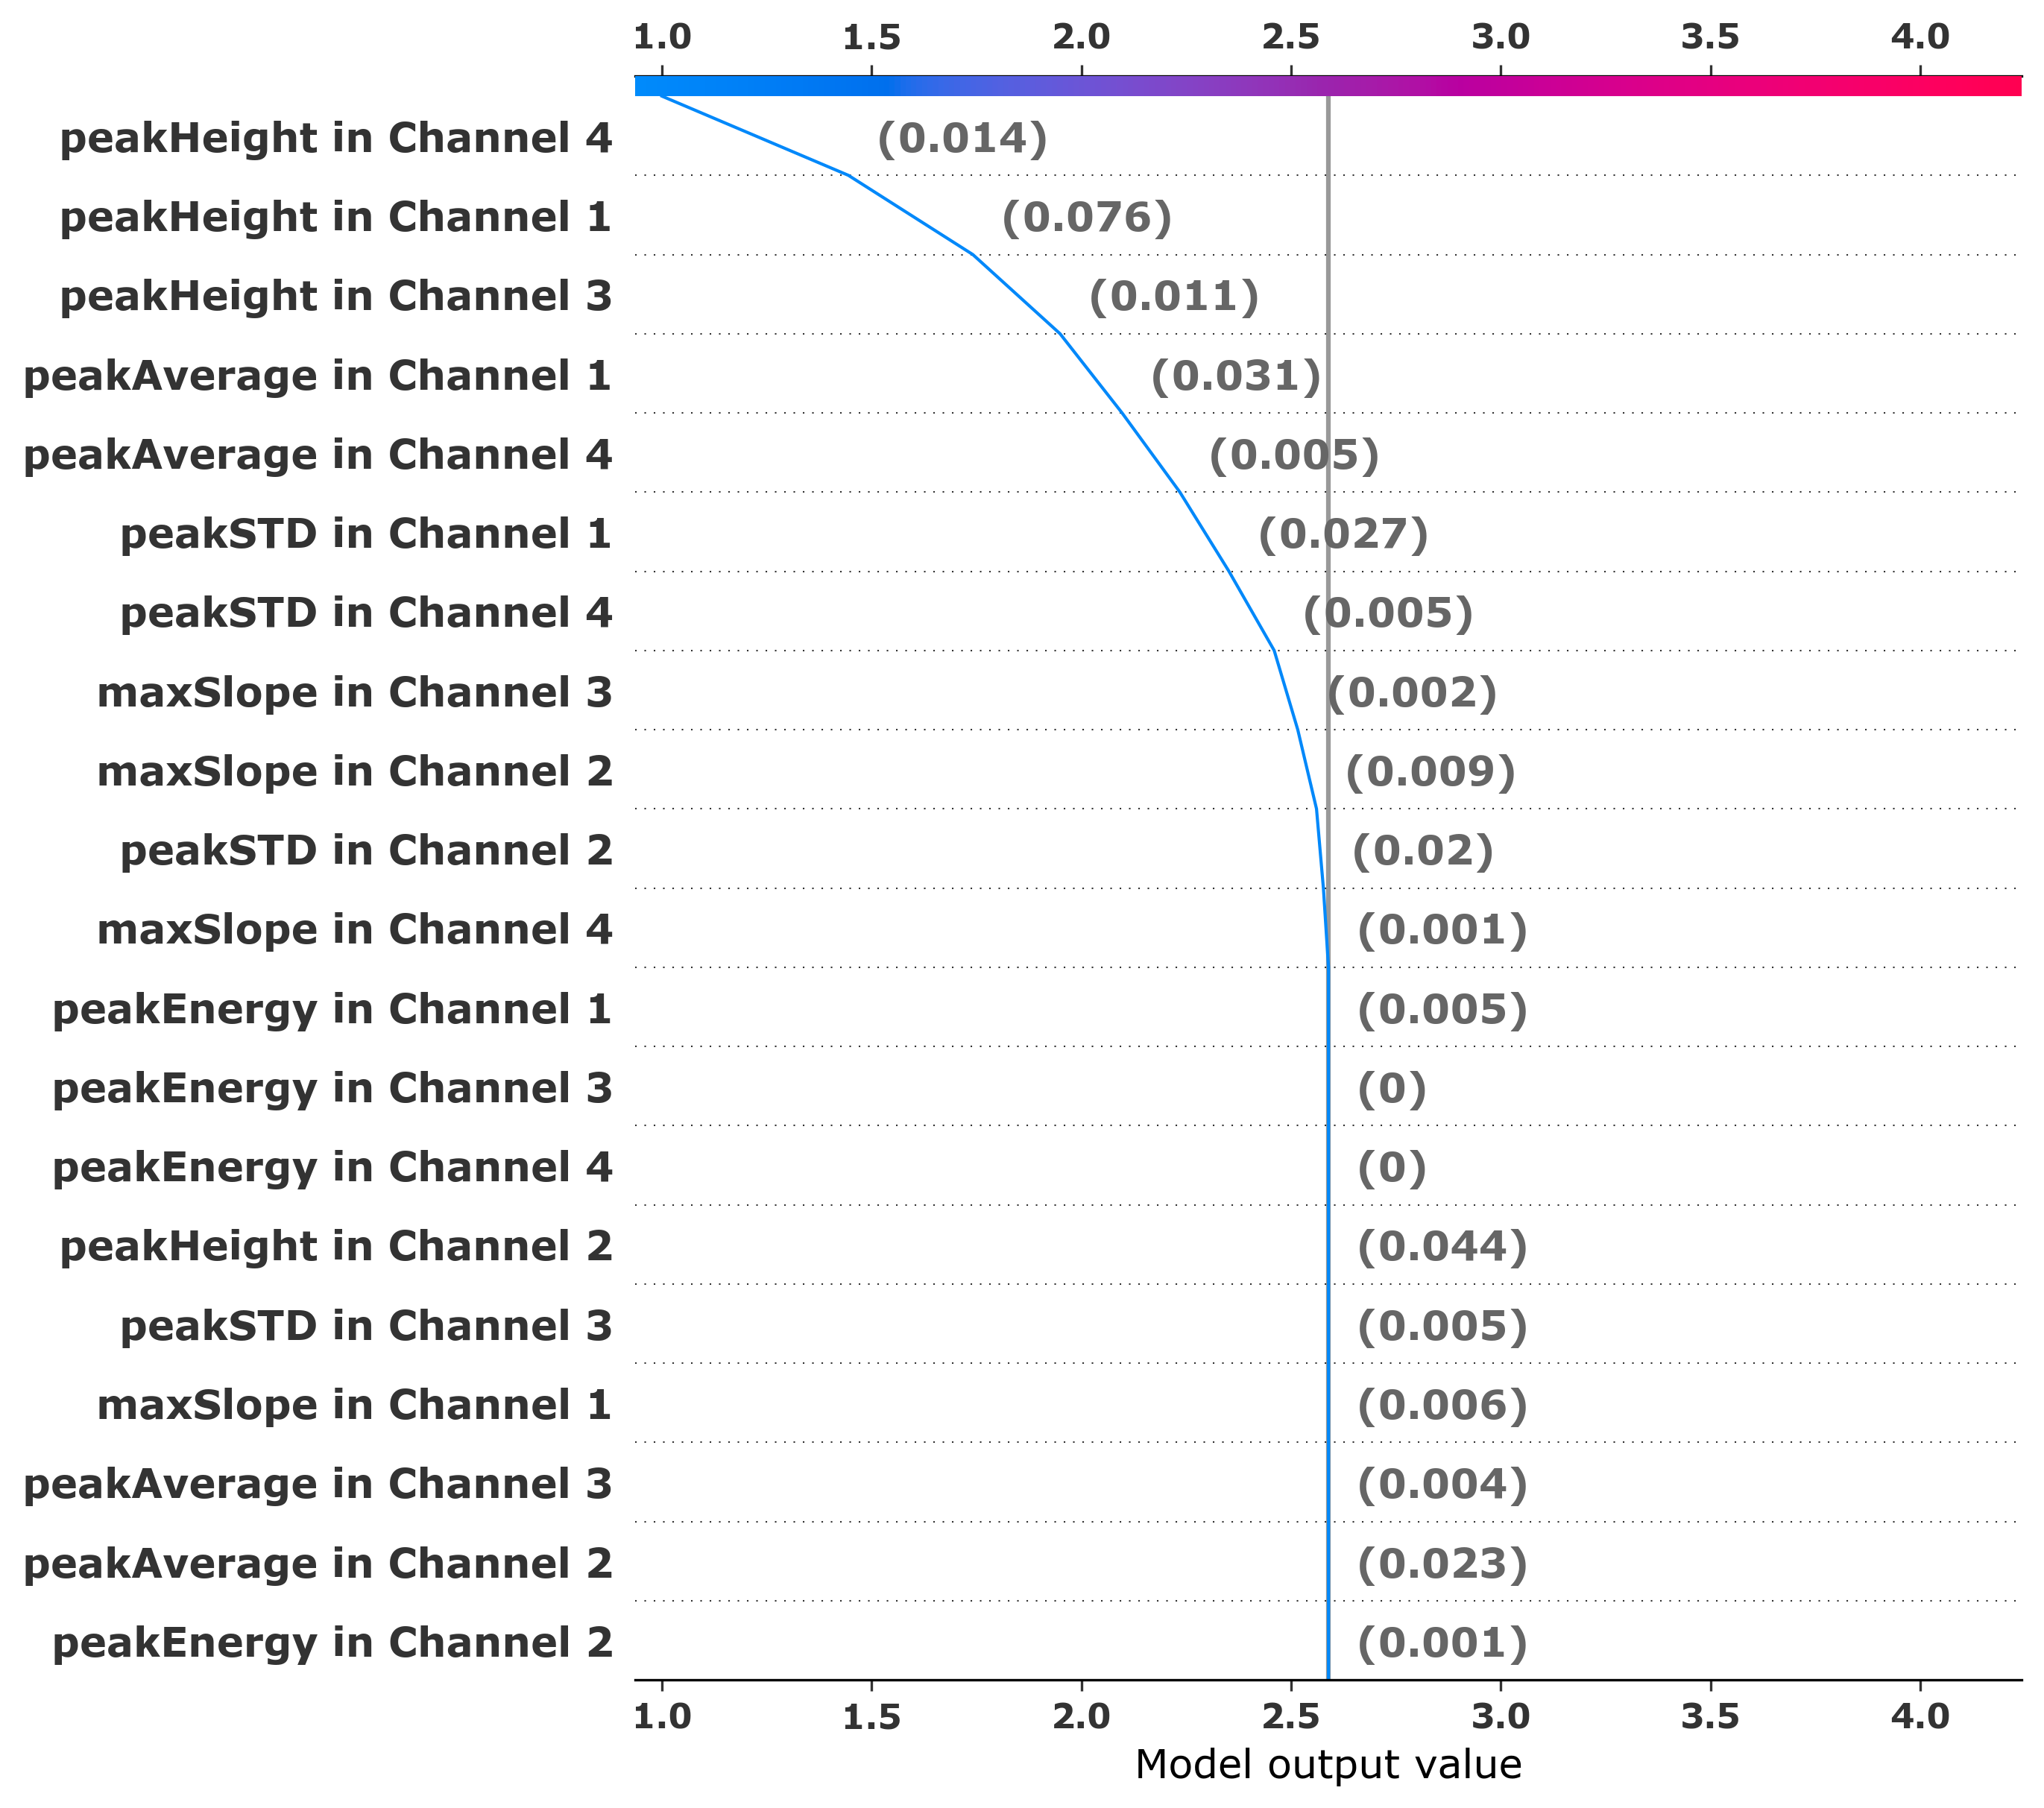 1.0 1.5 2.0 2.5 3.0 3.5 4.0
peakHeight in Channel 4 (0.014)
peakHeight in Channel 1 (0.076)
peakHeight in Channel 3 (0.011)
peakAverage in Channel 1 (0.031)
peakAverage in Channel 4 (0.005)
peakSTD in Channel 1 (0.027)
peakSTD in Channel 4 (0.005)
maxSlope in Channel 3 (0.002)
maxSlope in Channel 2 (0.009)
peakSTD in Channel 2 (0.02)
maxSlope in Channel 4 (0.001)
peakEnergy in Channel 1 (0.005)
peakEnergy in Channel 3 (0)
peakEnergy in Channel 4 (0)
peakHeight in Channel 2 (0.044)
peakSTD in Channel 3 (0.005)
maxSlope in Channel 1 (0.006)
peakAverage in Channel 3 (0.004)
peakAverage in Channel 2 (0.023)
peakEnergy in Channel 2 (0.001)
1.0 1.5 2.0 2.5 3.0 3.5 4.0
Model output value